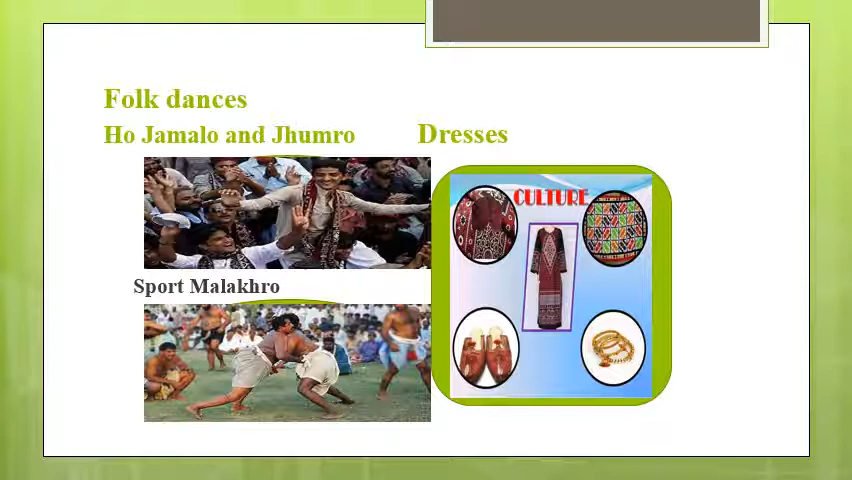 Folk dances
Ho Jamalo and Jhumro
Dresses
CULTURE
Sport Malakhro